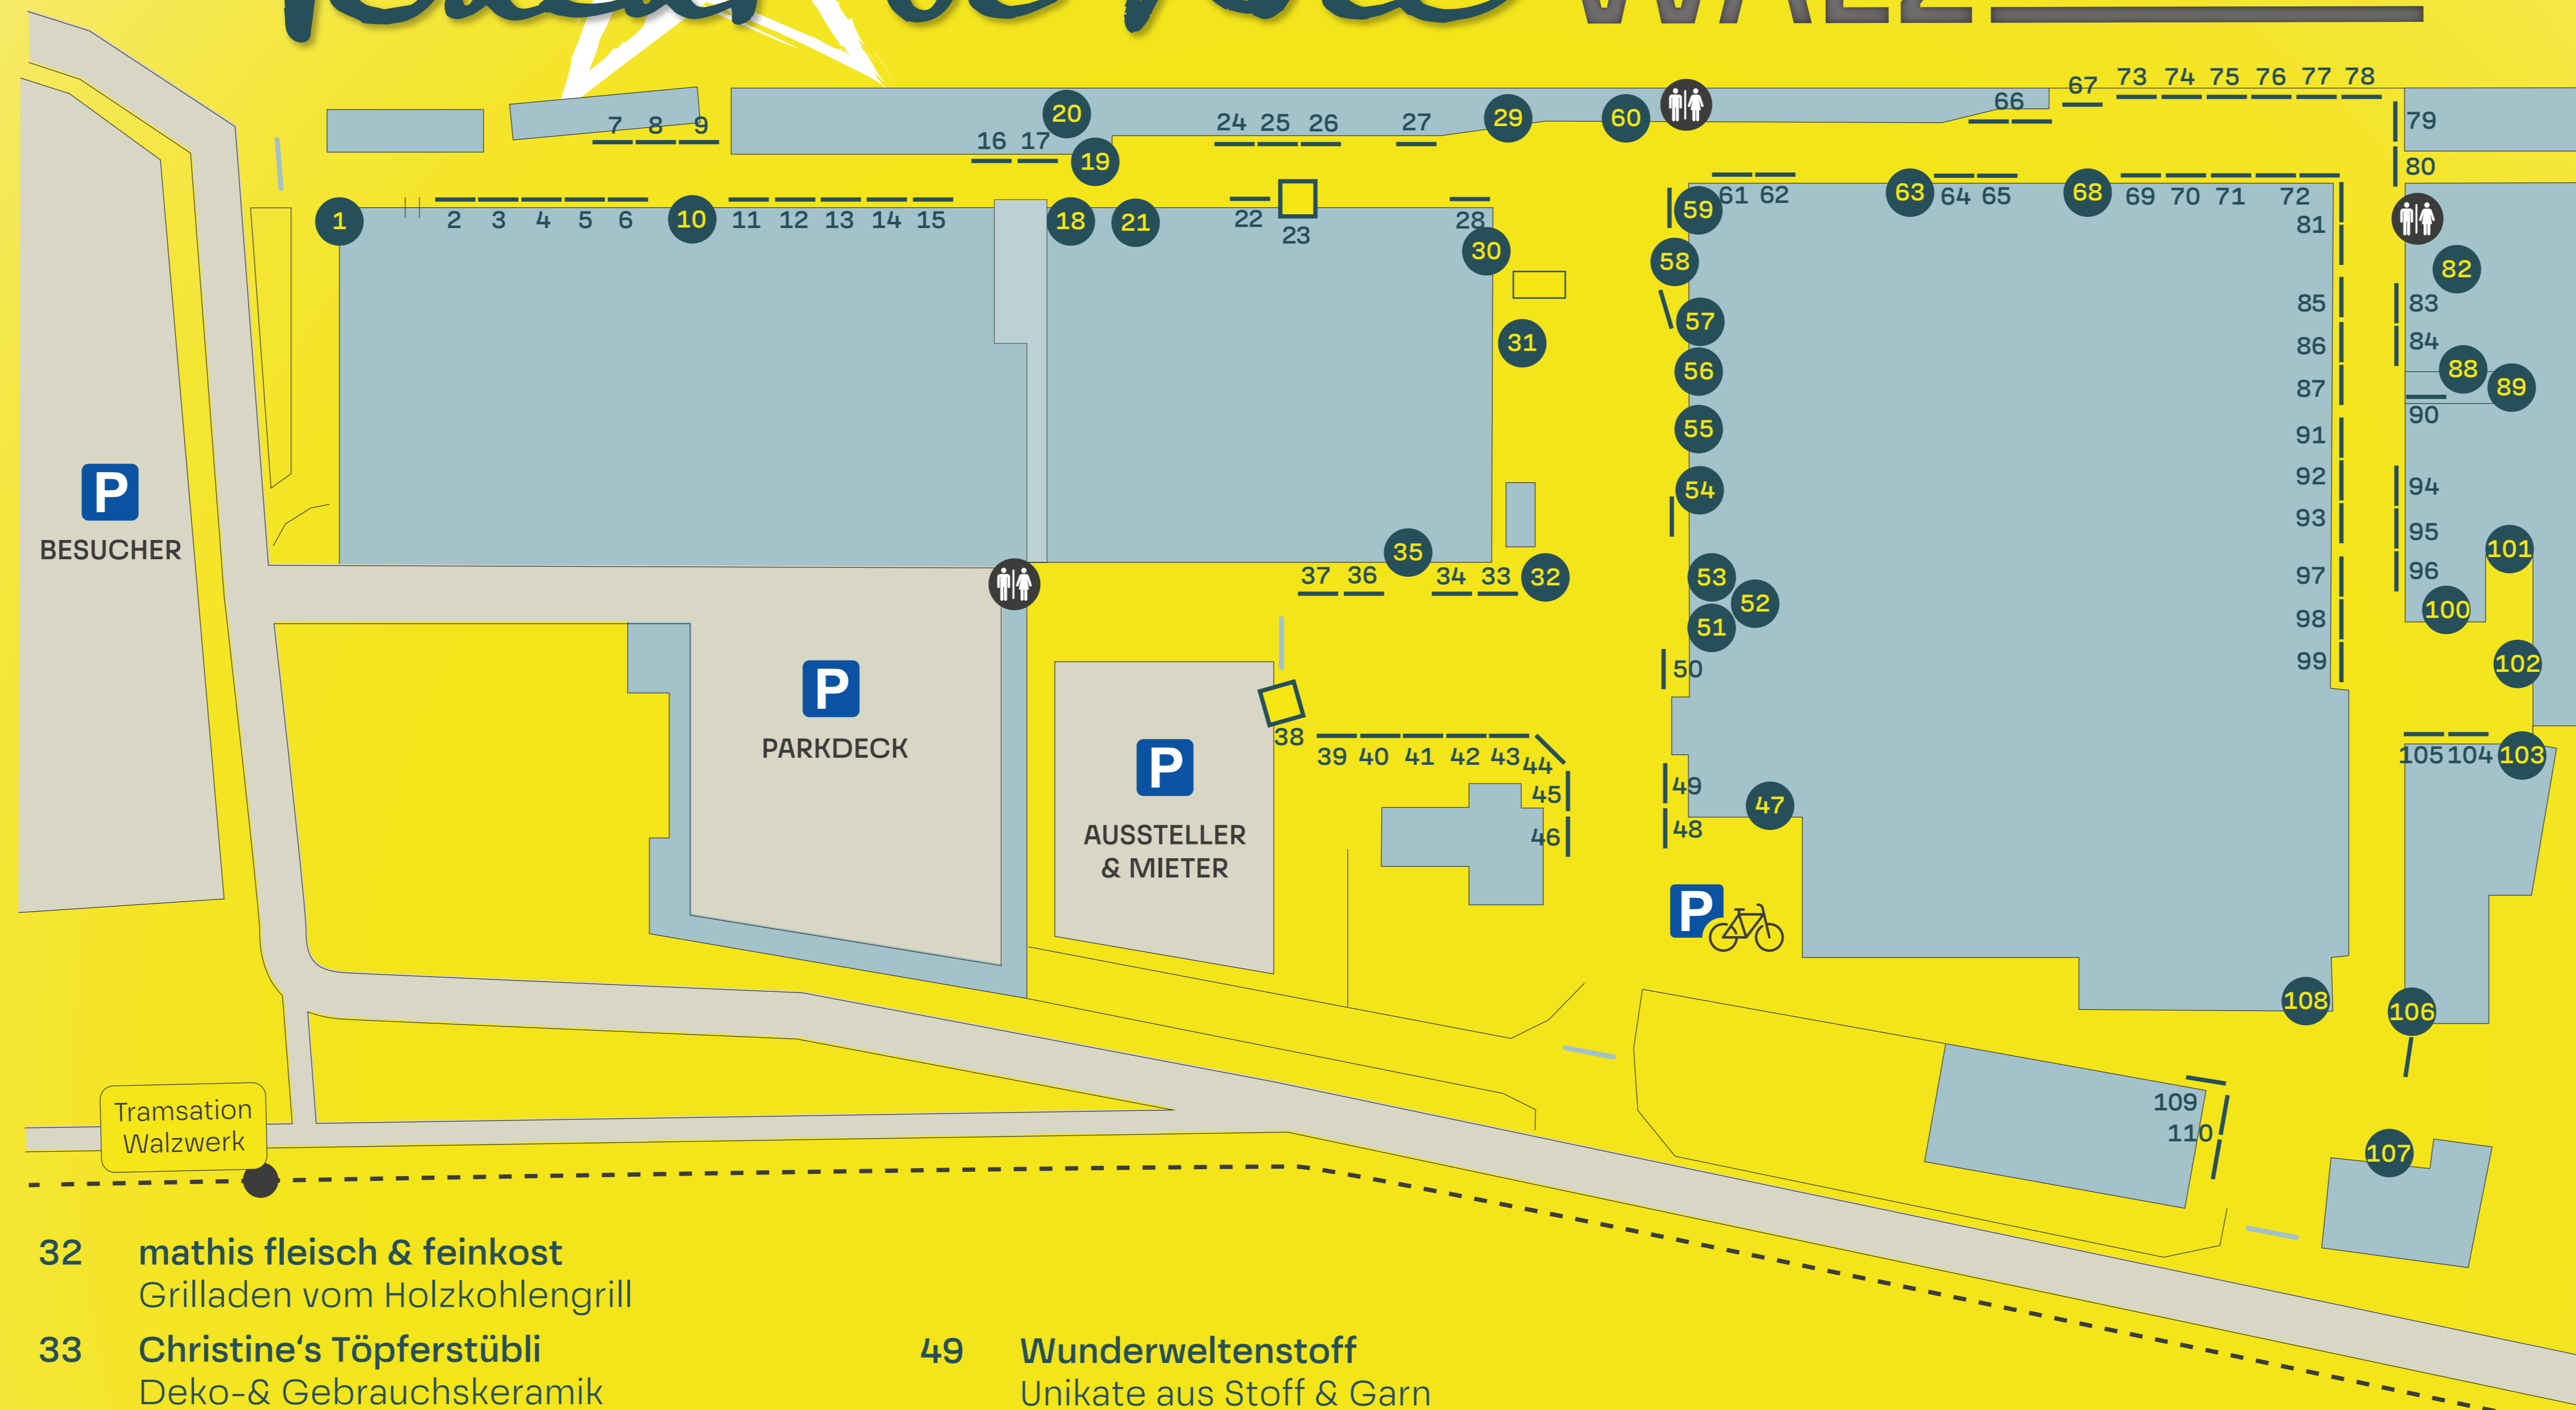 73 74 75 76 77 78
67
66
79
80
7 8 9
20
16 17
19
24 25 26 27
29
60
1
2 3 4 5 6
10
11 12 13 14 15
18
21
22
23
28
30
31
59
61 62
63
64 65
68
69 70 71 72
81
58
57
56
55
54
53
52
51
50
49
48
47
85
86
87
91
92
93
97
98
99
82
83
84
88
89
90
94
95
96
101
100
102
105 104 103
37 36
35
34 33
32
38
39 40 41 42 43 44
45
46
P
BESUCHER
P
PARKDECK
P
AUSSTELLER
& MIETER
P
108
106
109
110
107
Tramsation
Walzwerk
32 mathis fleisch & feinkost
Grilladen vom Holzkohlengrill
33 Christine‘s Töpferstübli
Deko-& Gebrauchskeramik
49 Wunderweltenstoff
Unikate aus Stoff & Garn